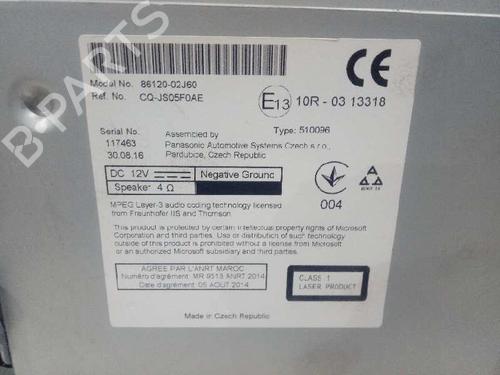 Model No. 86120-02J60
Ref. No. CQ-JS05F0AE
CE
E13 10R - 03 13318
Serial No. Assembled by Type: 510096
117463 Panasonic Automotive Systems Czech s.r.o.,
30.08.16 Pardubice, Czech Republic
DC 12V Negative Ground
Speaker 4 Ω
004
MPEG Layer-3 audio coding technology licensed
from Fraunhofer IIS and Thomson
This product is protected by certain intellectual property rights of Microsoft
Corporation and third parties. Use or distribution of such technology
outside of this product is prohibited without a license from Microsoft
or an authorized Microsoft subsidiary and third parties.
AGREE PAR L'ANRT MAROC
Numéro d'agrément: MR 9513 ANRT 2014
Date d'agrément: 05 AOUT 2014
CLASS 1
LASER PRODUCT
Made in Czech Republic
B-PARTS